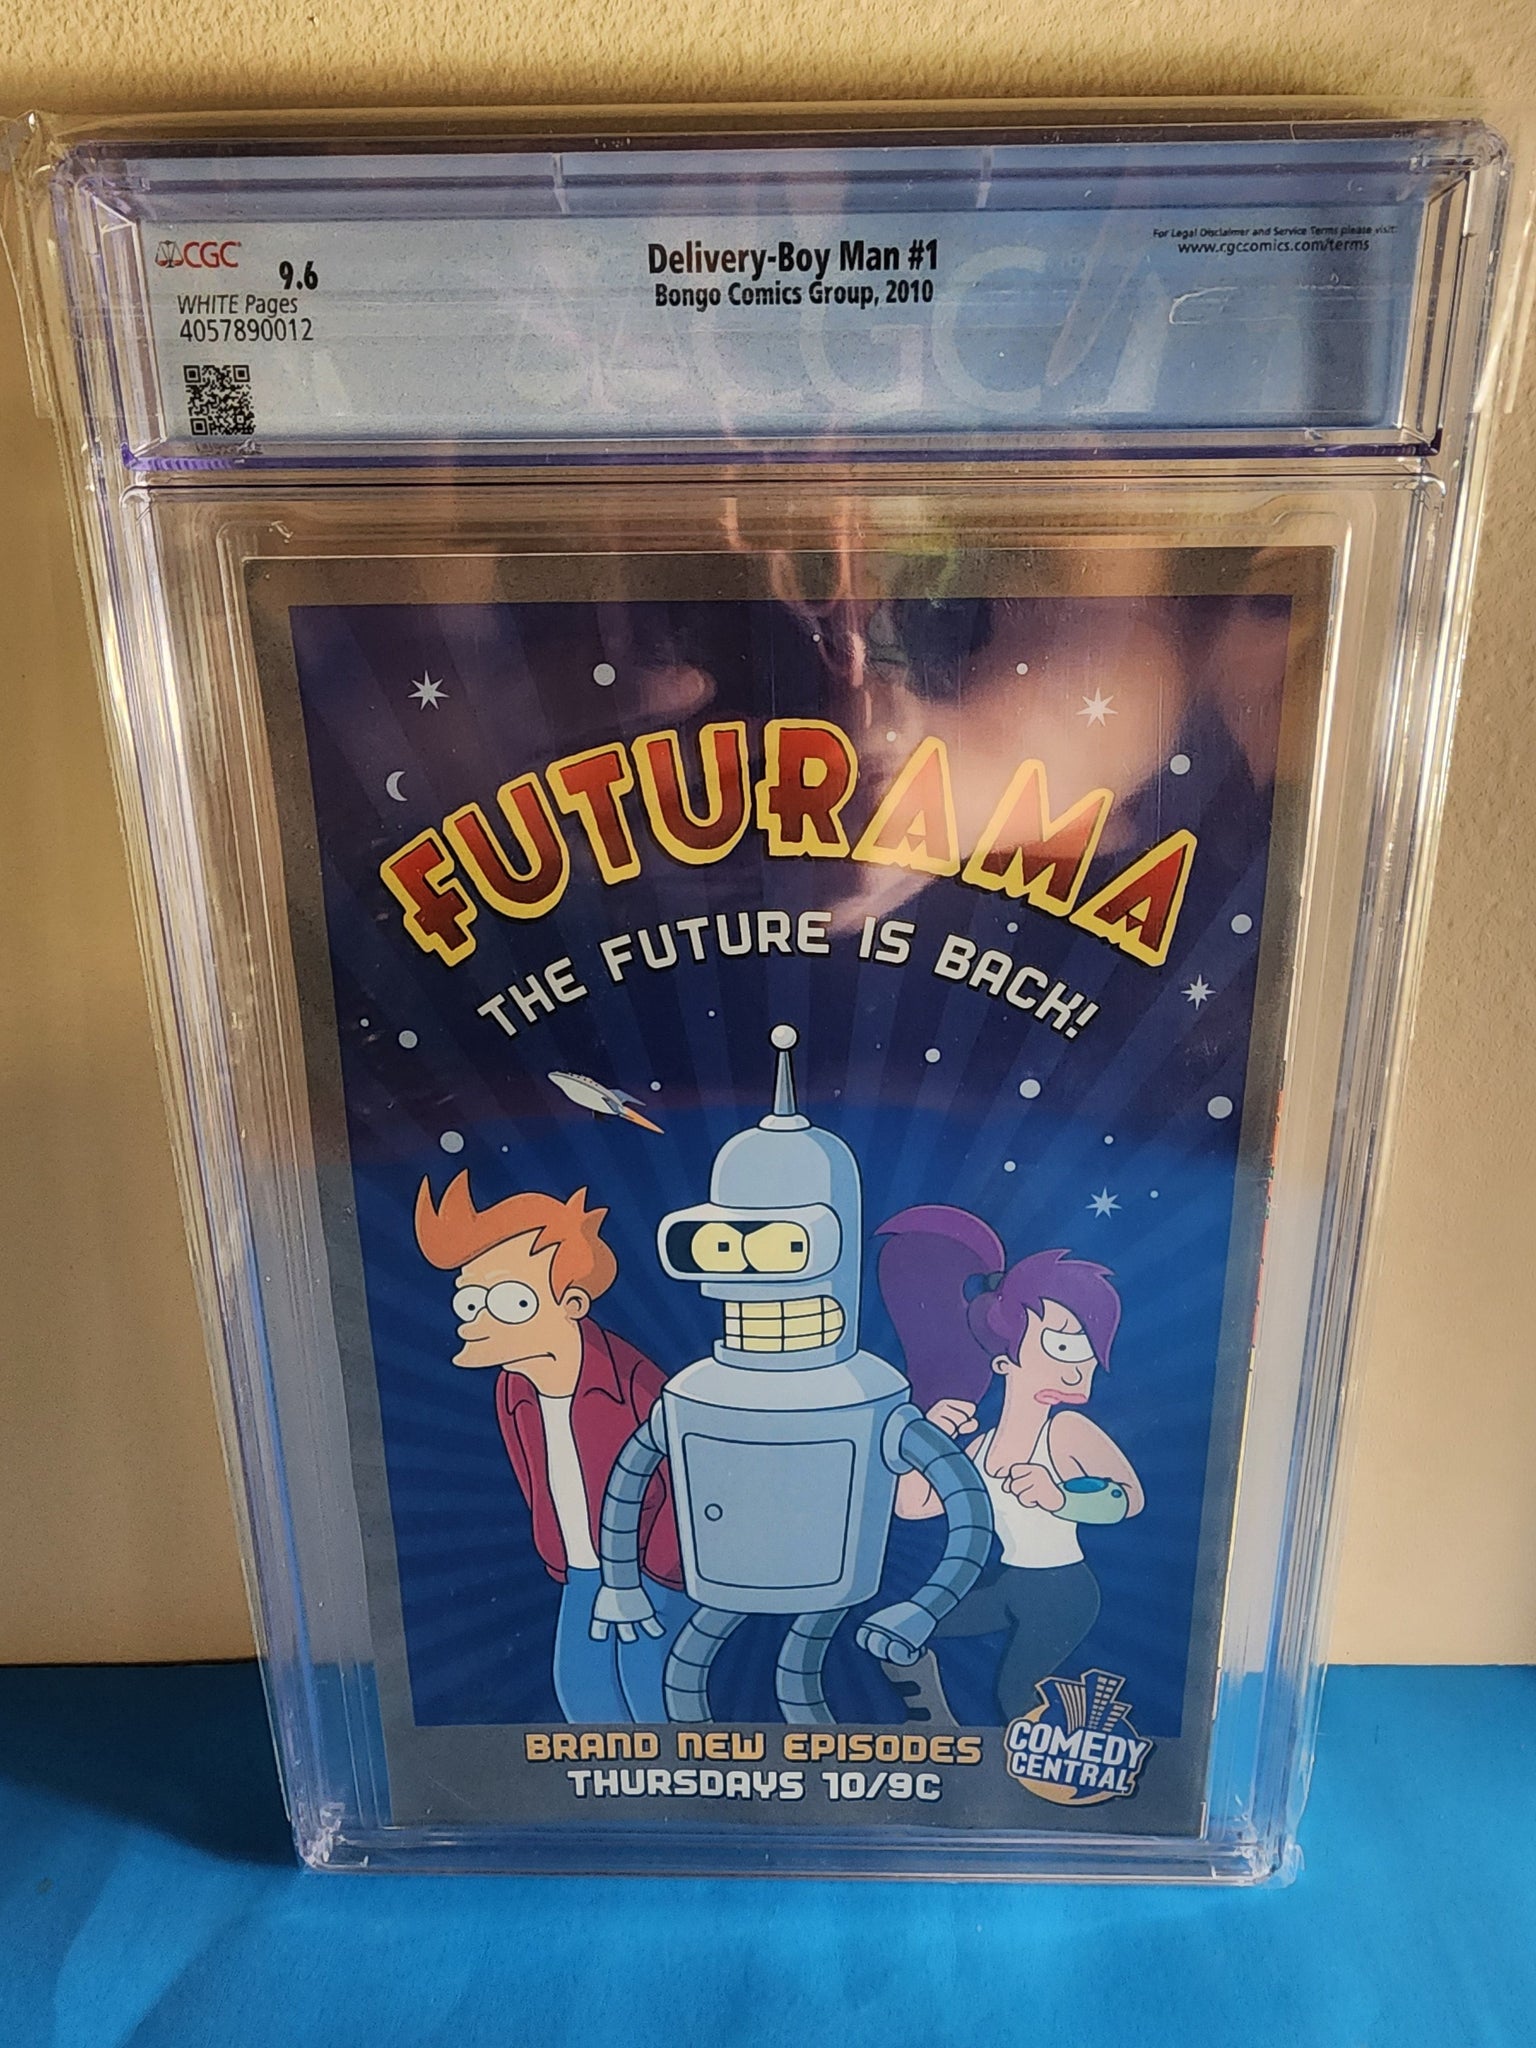 CGC
9.6
WHITE Pages
4057890012
Delivery-Boy Man #1
Bongo Comics Group, 2010
For Legal Disclaimer and Service Terms please visit:
www.cgccomics.com/terms
CGC
FUTURAMA
THE FUTURE IS BACK!
BRAND NEW EPISODES
THURSDAYS 10/9C
COMEDY
CENTRAL